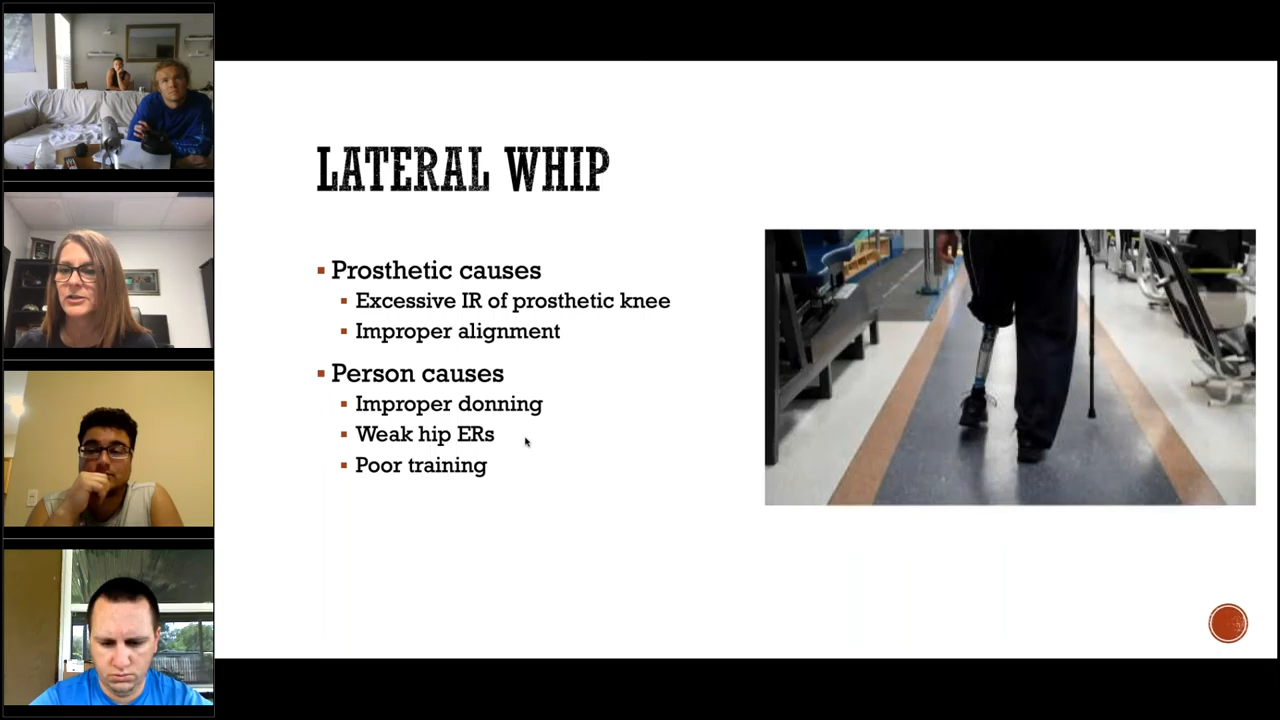 LATERAL WHIP
Prosthetic causes
Excessive IR of prosthetic knee
Improper alignment
Person causes
Improper donning
Weak hip ERs
Poor training